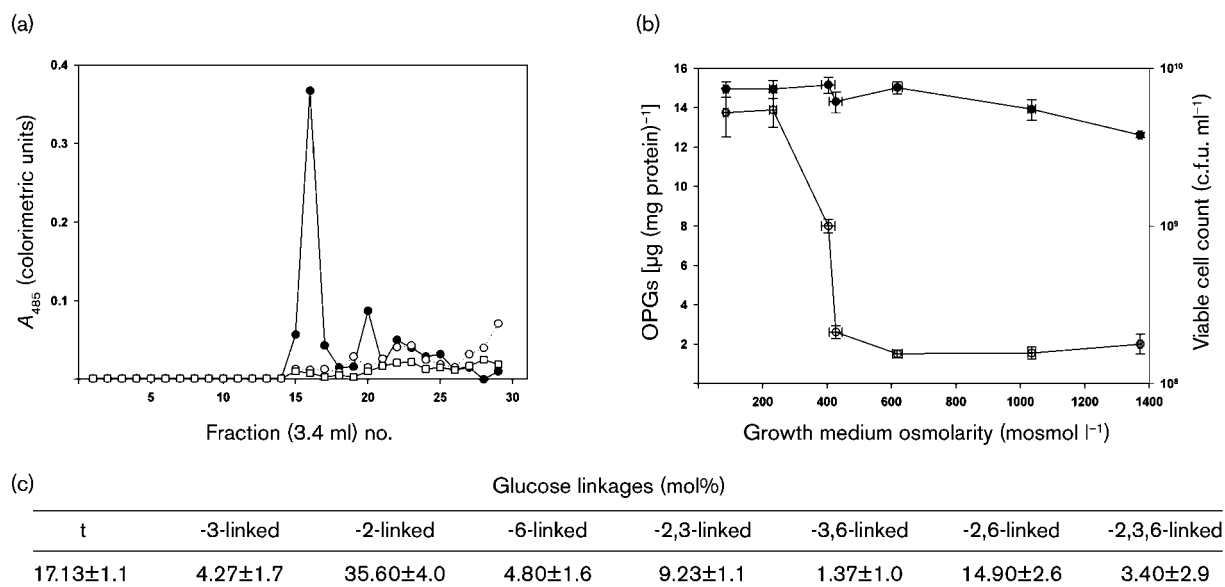 (a)
0.4
0.3
0.2
0.1
A485 (colorimetric units)
5
10
15
20
25
30
Fraction (3.4 ml) no.
(b)
16
14
12
10
8
6
4
2
OPGs [µg (mg protein)⁻¹]
10¹⁰
10⁹
10⁸
Viable cell count (c.f.u. ml⁻¹)
200
400
600
800
1000
1200
1400
Growth medium osmolarity (mosmol l⁻¹)
(c)
Glucose linkages (mol%)
t -3-linked -2-linked -6-linked -2,3-linked -3,6-linked -2,6-linked -2,3,6-linked
17.13±1.1 4.27±1.7 35.60±4.0 4.80±1.6 9.23±1.1 1.37±1.0 14.90±2.6 3.40±2.9